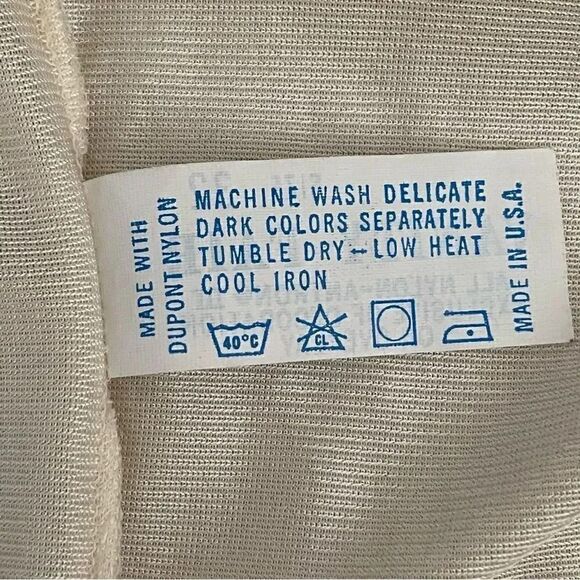 MADE WITH
DUPONT NYLON
MACHINE WASH DELICATE
DARK COLORS SEPARATELY
TUMBLE DRY - LOW HEAT
COOL IRON
40°C
CL
MADE IN U.S.A.